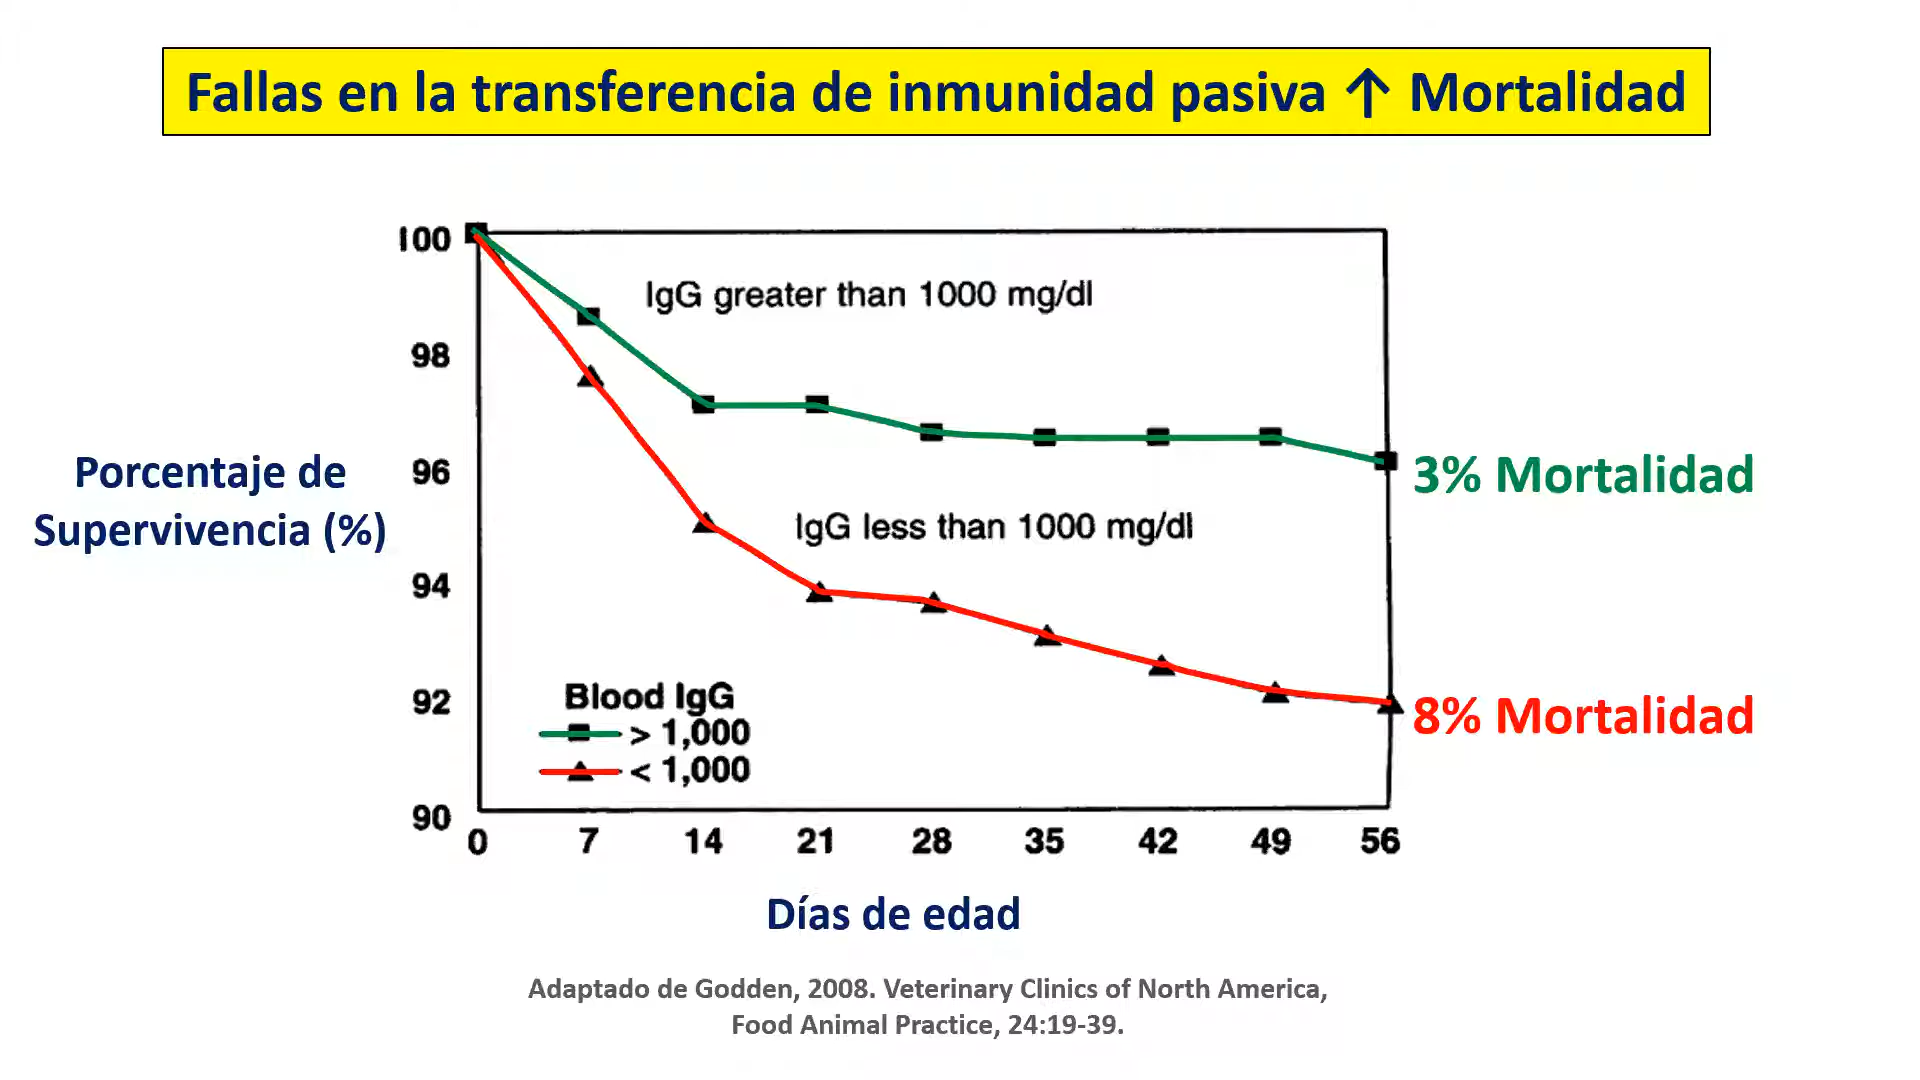 Fallas en la transferencia de inmunidad pasiva ↑ Mortalidad
100
98
96
94
92
90
Porcentaje de
Supervivencia (%)
IgG greater than 1000 mg/dl
IgG less than 1000 mg/dl
3% Mortalidad
8% Mortalidad
Blood IgG
> 1,000
< 1,000
0 7 14 21 28 35 42 49 56
Días de edad
Adaptado de Godden, 2008. Veterinary Clinics of North America,
Food Animal Practice, 24:19-39.